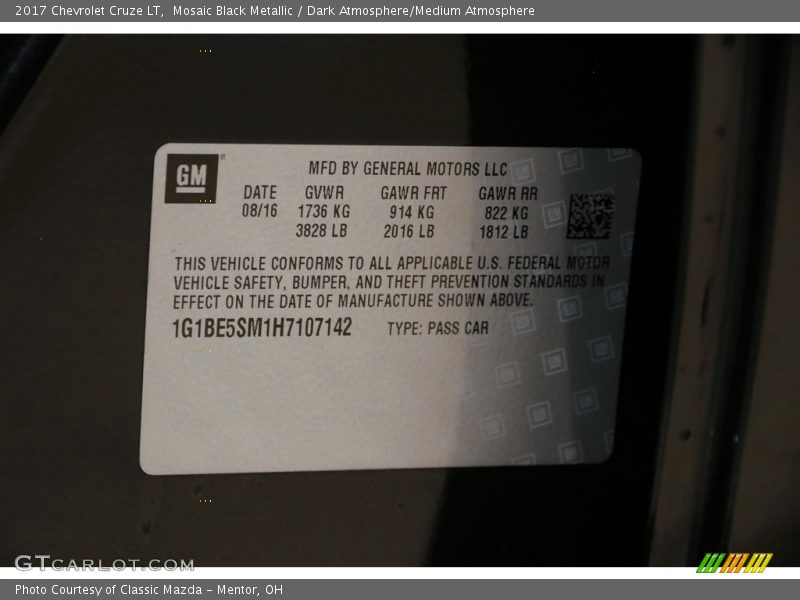 2017 Chevrolet Cruze LT, Mosaic Black Metallic / Dark Atmosphere/Medium Atmosphere
GM
MFD BY GENERAL MOTORS LLC
DATE GVWR GAWR FRT GAWR RR
08/16 1736 KG 914 KG 822 KG
3828 LB 2016 LB 1812 LB
THIS VEHICLE CONFORMS TO ALL APPLICABLE U.S. FEDERAL MOTOR
VEHICLE SAFETY, BUMPER, AND THEFT PREVENTION STANDARDS IN
EFFECT ON THE DATE OF MANUFACTURE SHOWN ABOVE.
1G1BE5SM1H7107142 TYPE: PASS CAR
GTCARLOT.COM
Photo Courtesy of Classic Mazda - Mentor, OH